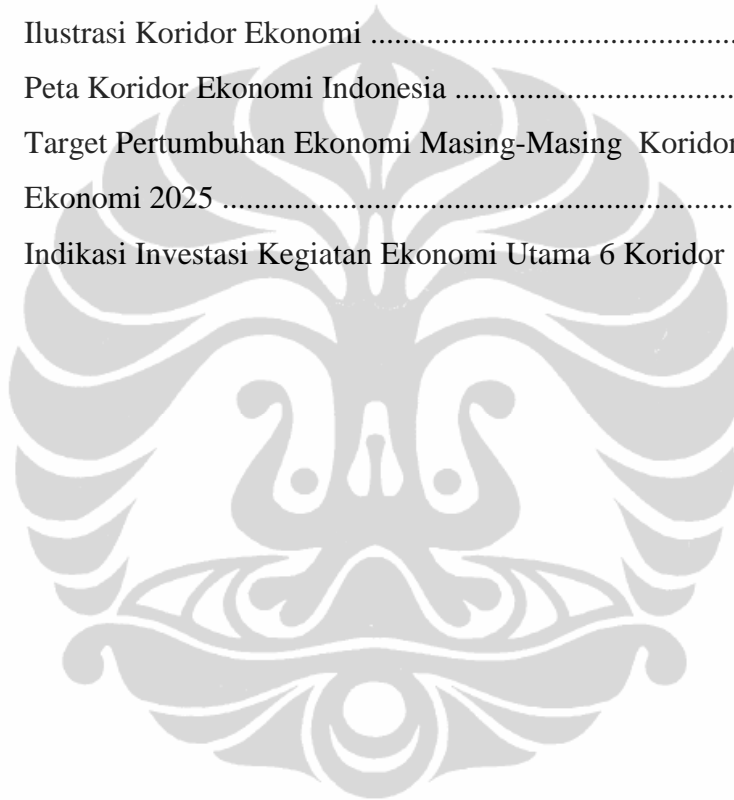 Ilustrasi Koridor Ekonomi ................................................
Peta Koridor Ekonomi Indonesia ....................................
Target Pertumbuhan Ekonomi Masing-Masing Koridor
Ekonomi 2025 ....................................................................
Indikasi Investasi Kegiatan Ekonomi Utama 6 Koridor